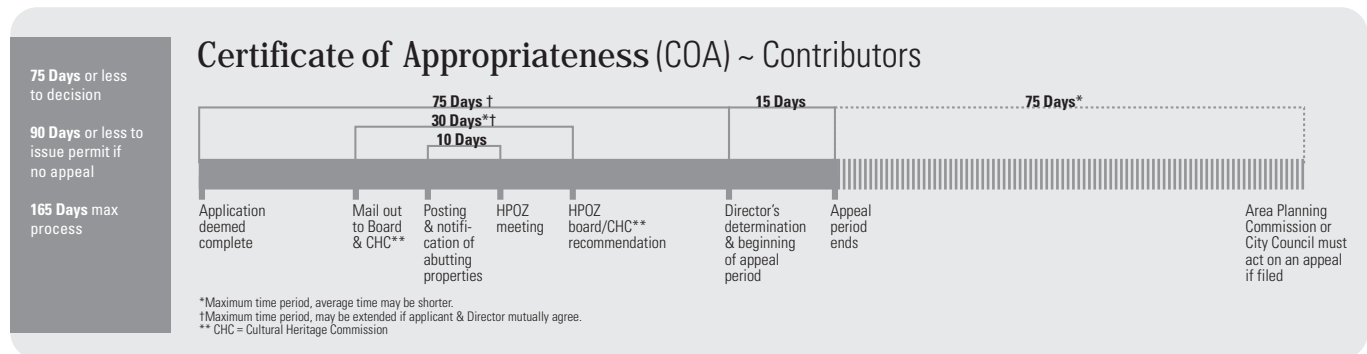 75 Days or less
to decision
90 Days or less to
issue permit if
no appeal
165 Days max
process
Certificate of Appropriateness (COA) ~ Contributors
75 Days †
15 Days
75 Days*
30 Days*†
10 Days
Application
deemed
complete
Mail out
to Board
& CHC**
Posting
& notifi-
cation of
abutting
properties
HPOZ
meeting
HPOZ
board/CHC**
recommendation
Director's
determination
& beginning
of appeal
period
Appeal
period
ends
Area Planning
Commission or
City Council must
act on an appeal
if filed
*Maximum time period, average time may be shorter.
†Maximum time period, may be extended if applicant & Director mutually agree.
** CHC = Cultural Heritage Commission